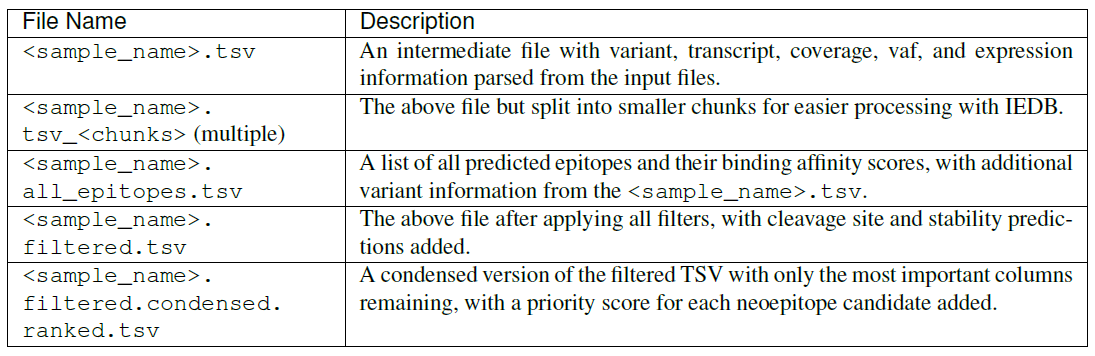 File Name Description
<sample_name>.tsv An intermediate file with variant, transcript, coverage, vaf, and expression
information parsed from the input files.
<sample_name>. The above file but split into smaller chunks for easier processing with IEDB.
tsv_<chunks> (multiple)
<sample_name>. A list of all predicted epitopes and their binding affinity scores, with additional
all_epitopes.tsv variant information from the <sample_name>.tsv.
<sample_name>. The above file after applying all filters, with cleavage site and stability predic-
filtered.tsv tions added.
<sample_name>. A condensed version of the filtered TSV with only the most important columns
filtered.condensed. remaining, with a priority score for each neoepitope candidate added.
ranked.tsv